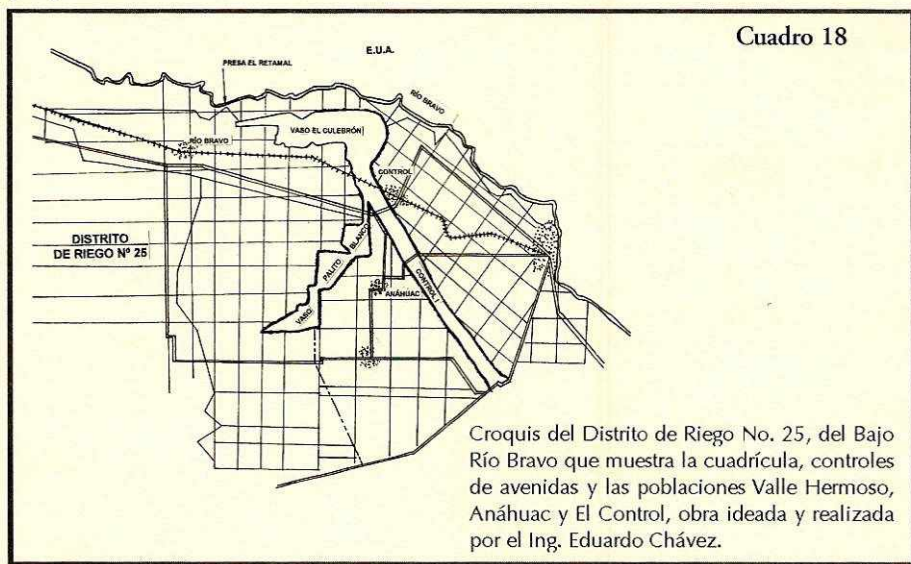 Cuadro 18
E.U.A.
PRESA EL RETAMAL
RÍO BRAVO
VASO EL CULEBRÓN
RÍO BRAVO
CONTROL
DISTRITO
DE RIEGO Nº 25
VASO PALITO BLANCO
CONTROL I
ANÁHUAC
Croquis del Distrito de Riego No. 25, del Bajo
Río Bravo que muestra la cuadrícula, controles
de avenidas y las poblaciones Valle Hermoso,
Anáhuac y El Control, obra ideada y realizada
por el Ing. Eduardo Chávez.